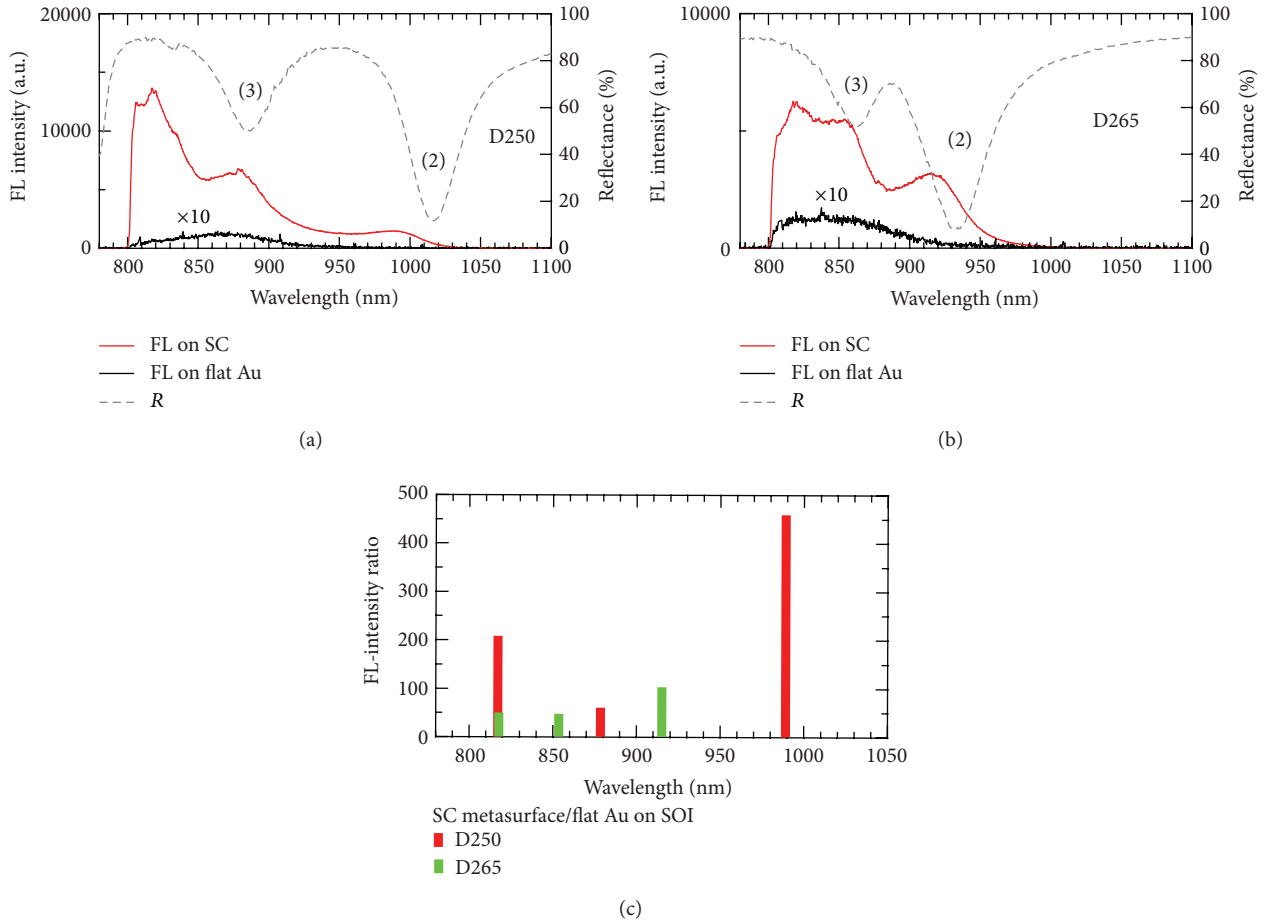 20000
10000
0
FL intensity (a.u.)
100
80
60
40
20
0
Reflectance (%)
(3)
(2)
D250
×10
800 850 900 950 1000 1050 1100
Wavelength (nm)
FL on SC
FL on flat Au
R
(a)
10000
0
FL intensity (a.u.)
100
80
60
40
20
0
Reflectance (%)
(3)
(2)
D265
×10
800 850 900 950 1000 1050 1100
Wavelength (nm)
FL on SC
FL on flat Au
R
(b)
500
400
300
200
100
0
FL-intensity ratio
800 850 900 950 1000 1050
Wavelength (nm)
SC metasurface/flat Au on SOI
D250
D265
(c)